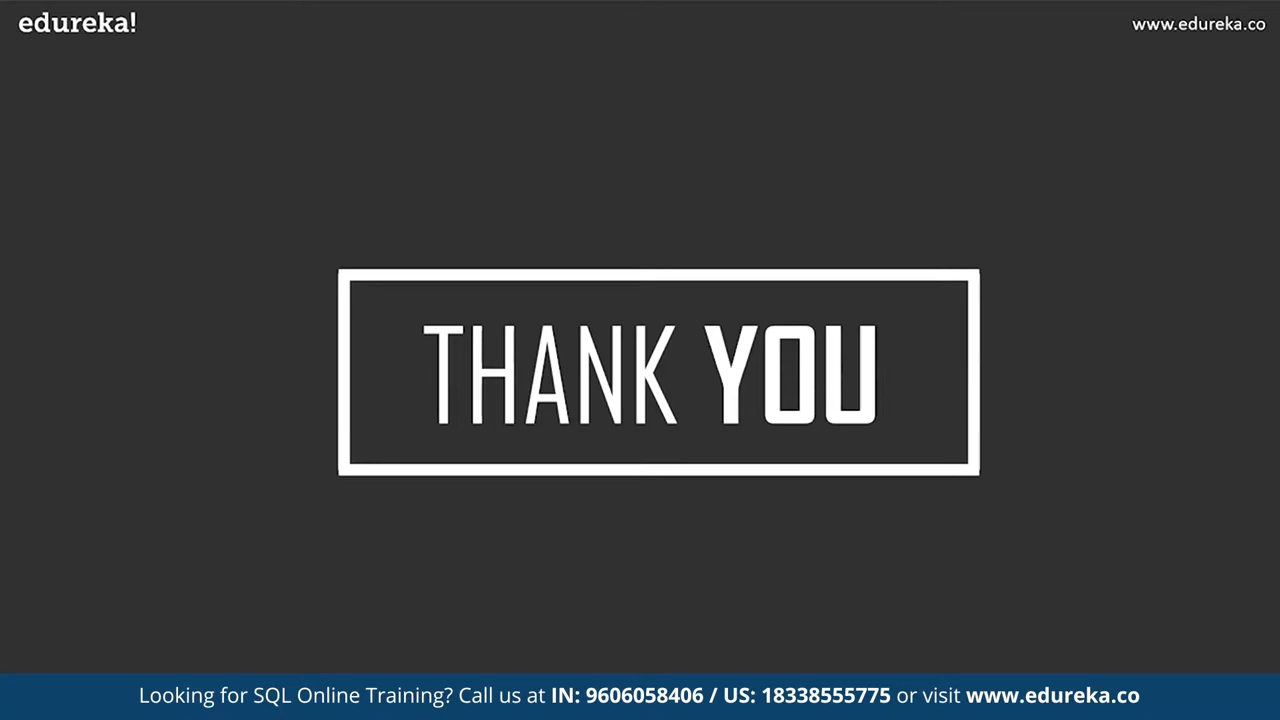 edureka!
www.edureka.co
THANK YOU
Looking for SQL Online Training? Call us at IN: 9606058406 / US: 18338555775 or visit www.edureka.co